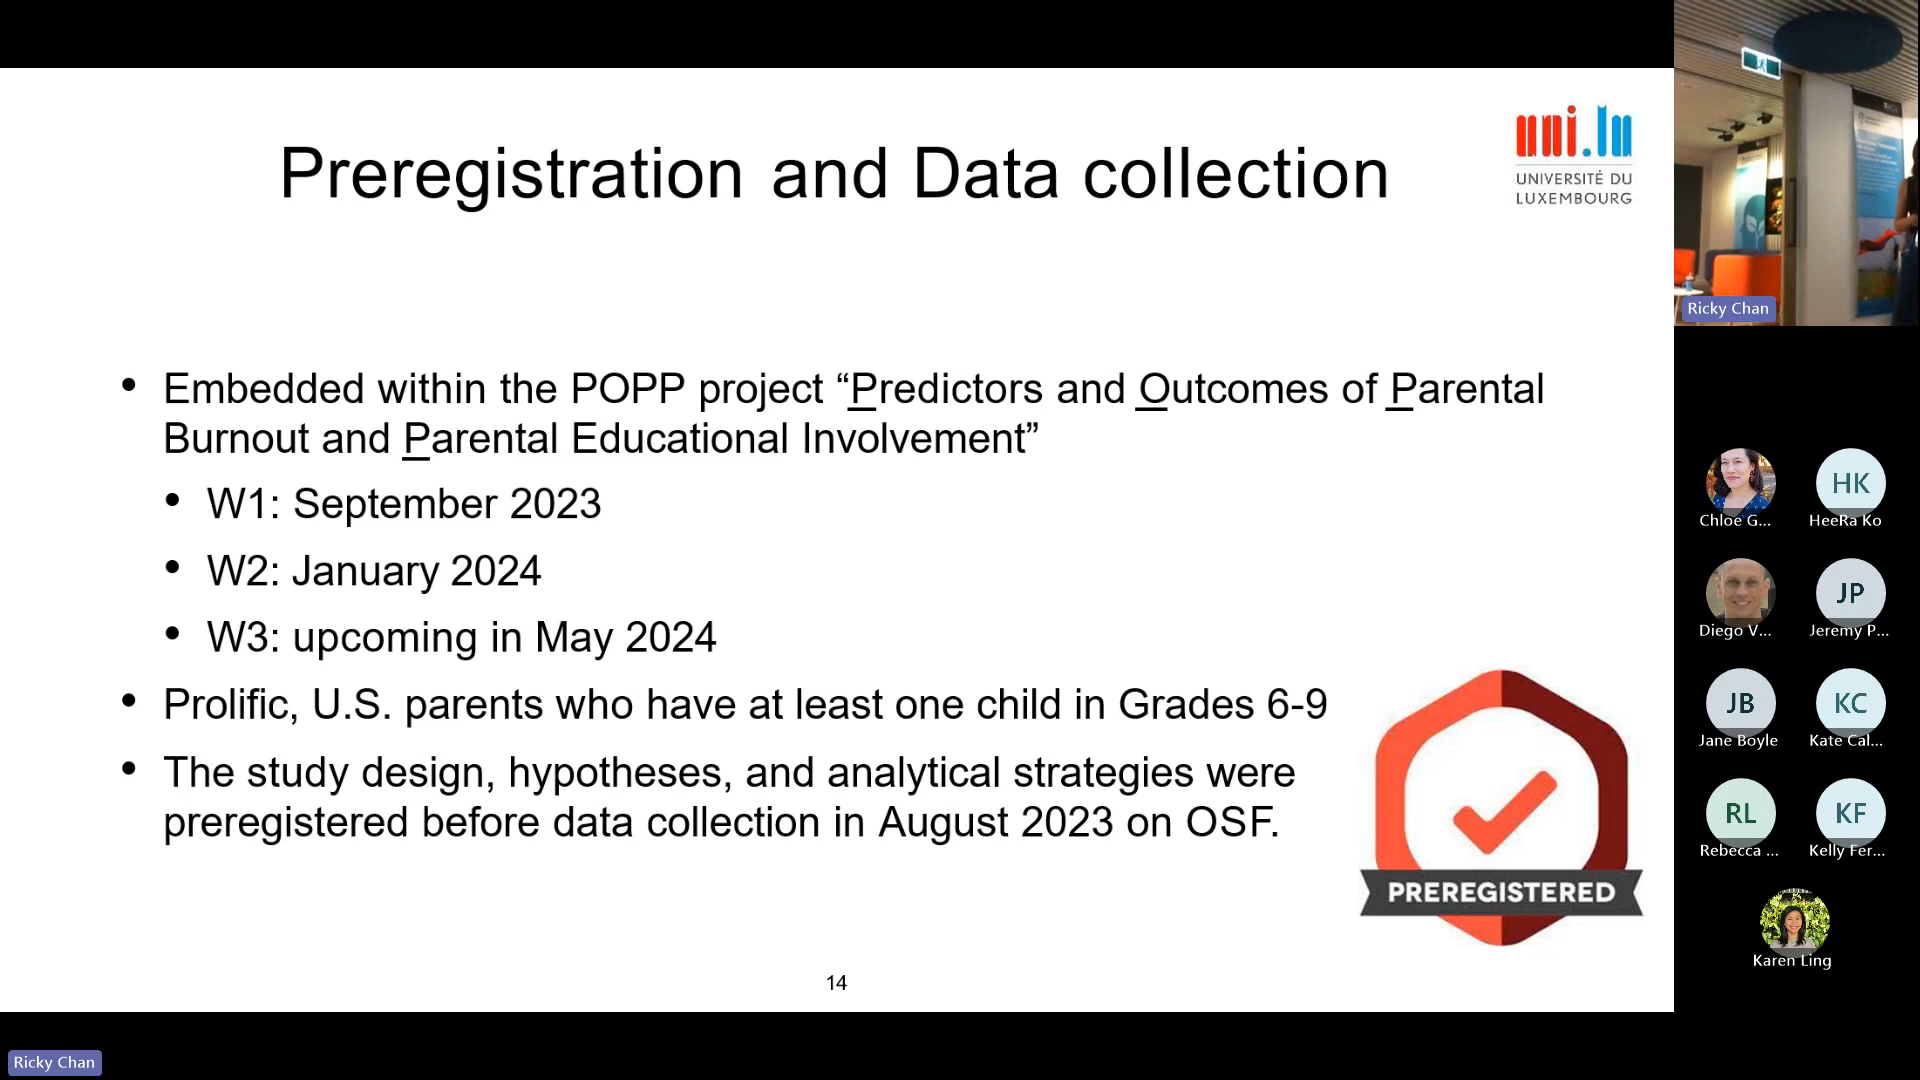 Preregistration and Data collection
uni.lu
UNIVERSITÉ DU
LUXEMBOURG
• Embedded within the POPP project “Predictors and Outcomes of Parental
Burnout and Parental Educational Involvement”
• W1: September 2023
• W2: January 2024
• W3: upcoming in May 2024
• Prolific, U.S. parents who have at least one child in Grades 6-9
• The study design, hypotheses, and analytical strategies were
preregistered before data collection in August 2023 on OSF.
PREREGISTERED
14
Ricky Chan
Ricky Chan
HK
Chloe G...
HeeRa Ko
JP
Diego V...
Jeremy P...
JB
KC
Jane Boyle
Kate Cal...
RL
KF
Rebecca ...
Kelly Fer...
Karen Ling